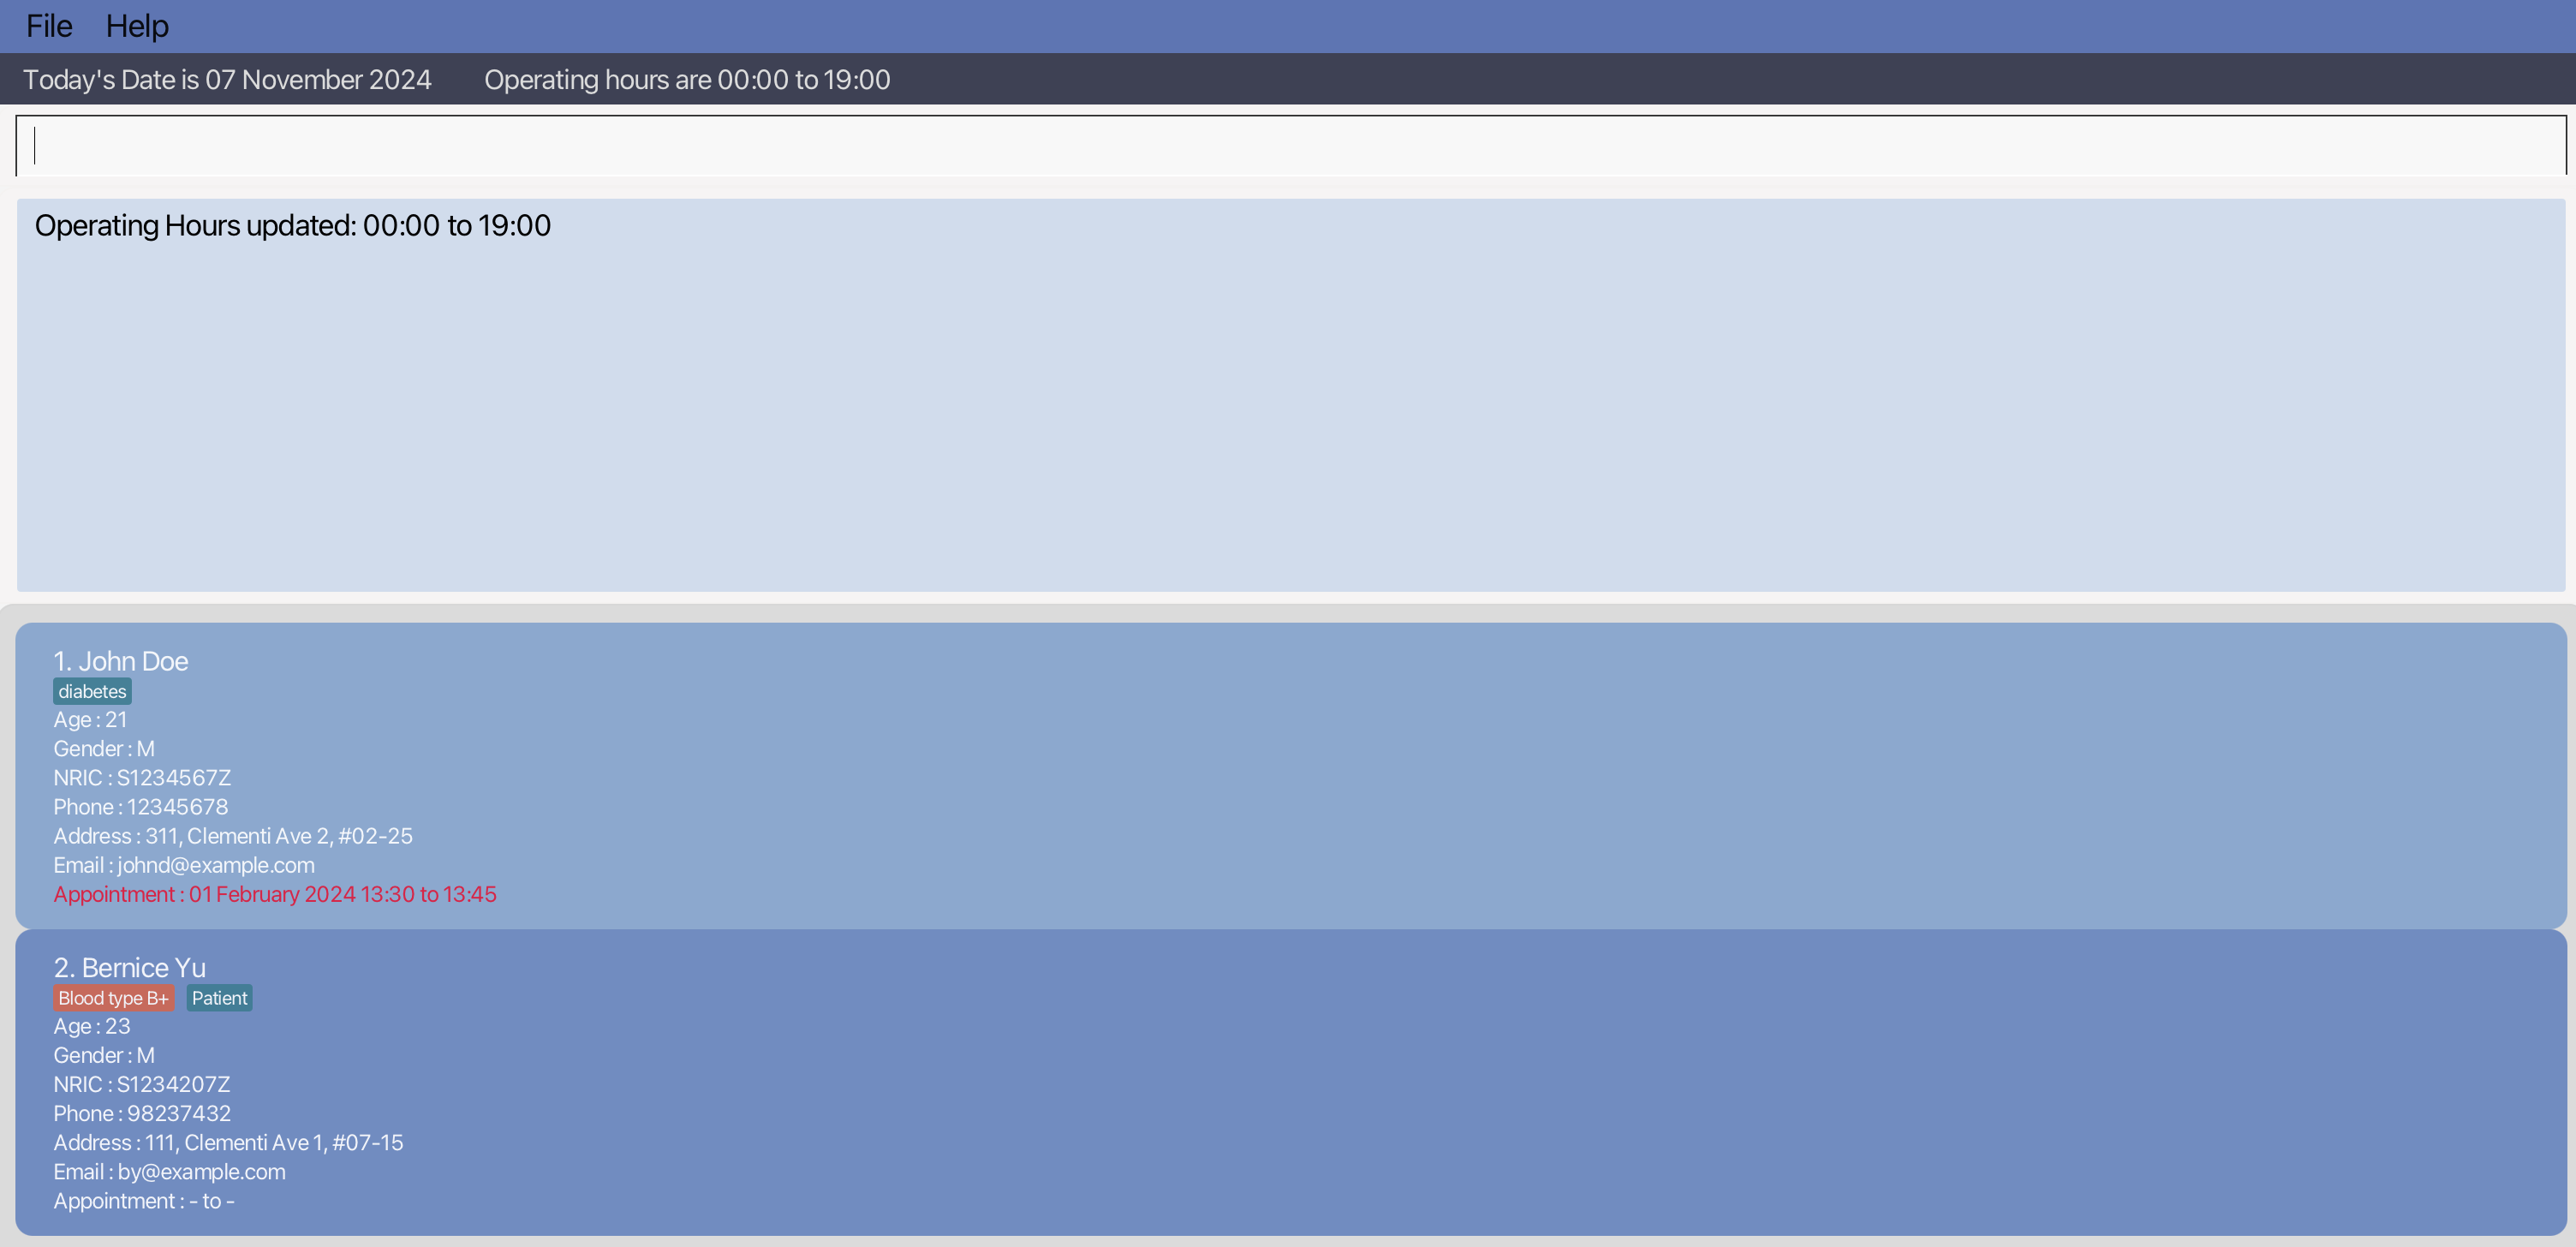 File Help
Today's Date is 07 November 2024 Operating hours are 00:00 to 19:00
Operating Hours updated: 00:00 to 19:00
1. John Doe
diabetes
Age : 21
Gender : M
NRIC : S1234567Z
Phone : 12345678
Address : 311, Clementi Ave 2, #02-25
Email : johnd@example.com
Appointment : 01 February 2024 13:30 to 13:45
2. Bernice Yu
Blood type B+ Patient
Age : 23
Gender : M
NRIC : S1234207Z
Phone : 98237432
Address : 111, Clementi Ave 1, #07-15
Email : by@example.com
Appointment : - to -